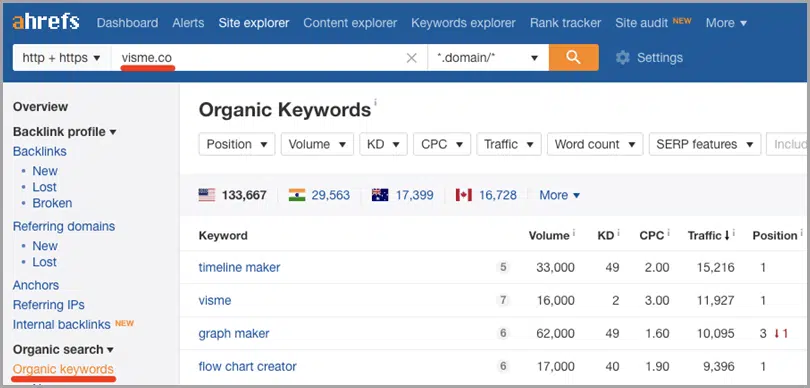 ahrefs Dashboard Alerts Site explorer Content explorer Keywords explorer Rank tracker Site audit NEW More
http + https visme.co *.domain/* Settings
Overview
Backlink profile
Backlinks
New
Lost
Broken
Referring domains
New
Lost
Anchors
Referring IPs
Internal backlinks NEW
Organic search
Organic keywords
Organic Keywords i
Position Volume KD CPC Traffic Word count SERP features Includ
133,667 29,563 17,399 16,728 More
Keyword Volume i KD i CPC i Traffic i Position i
timeline maker 5 33,000 49 2.00 15,216 1
visme 7 16,000 2 3.00 11,927 1
graph maker 6 62,000 49 1.60 10,095 3 ↓1
flow chart creator 6 17,000 40 1.90 9,396 1